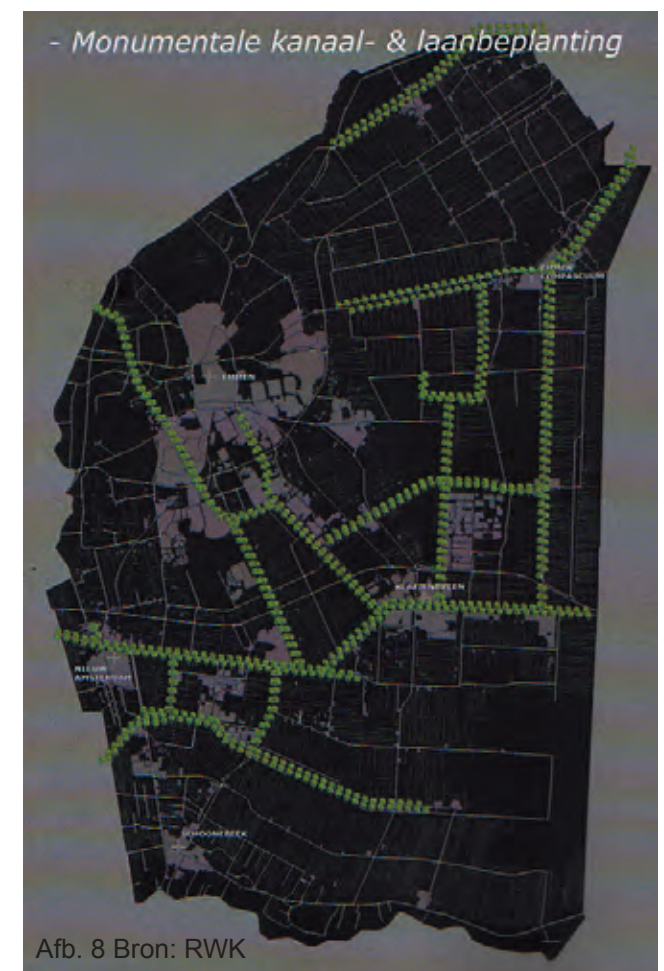 - Monumentale kanaal- & laanbeplanting
EMMEN
KLAZIENAVEEN
NIEUW
AMSTERDAM
SCHOONEBEEK
Afb. 8 Bron: RWK